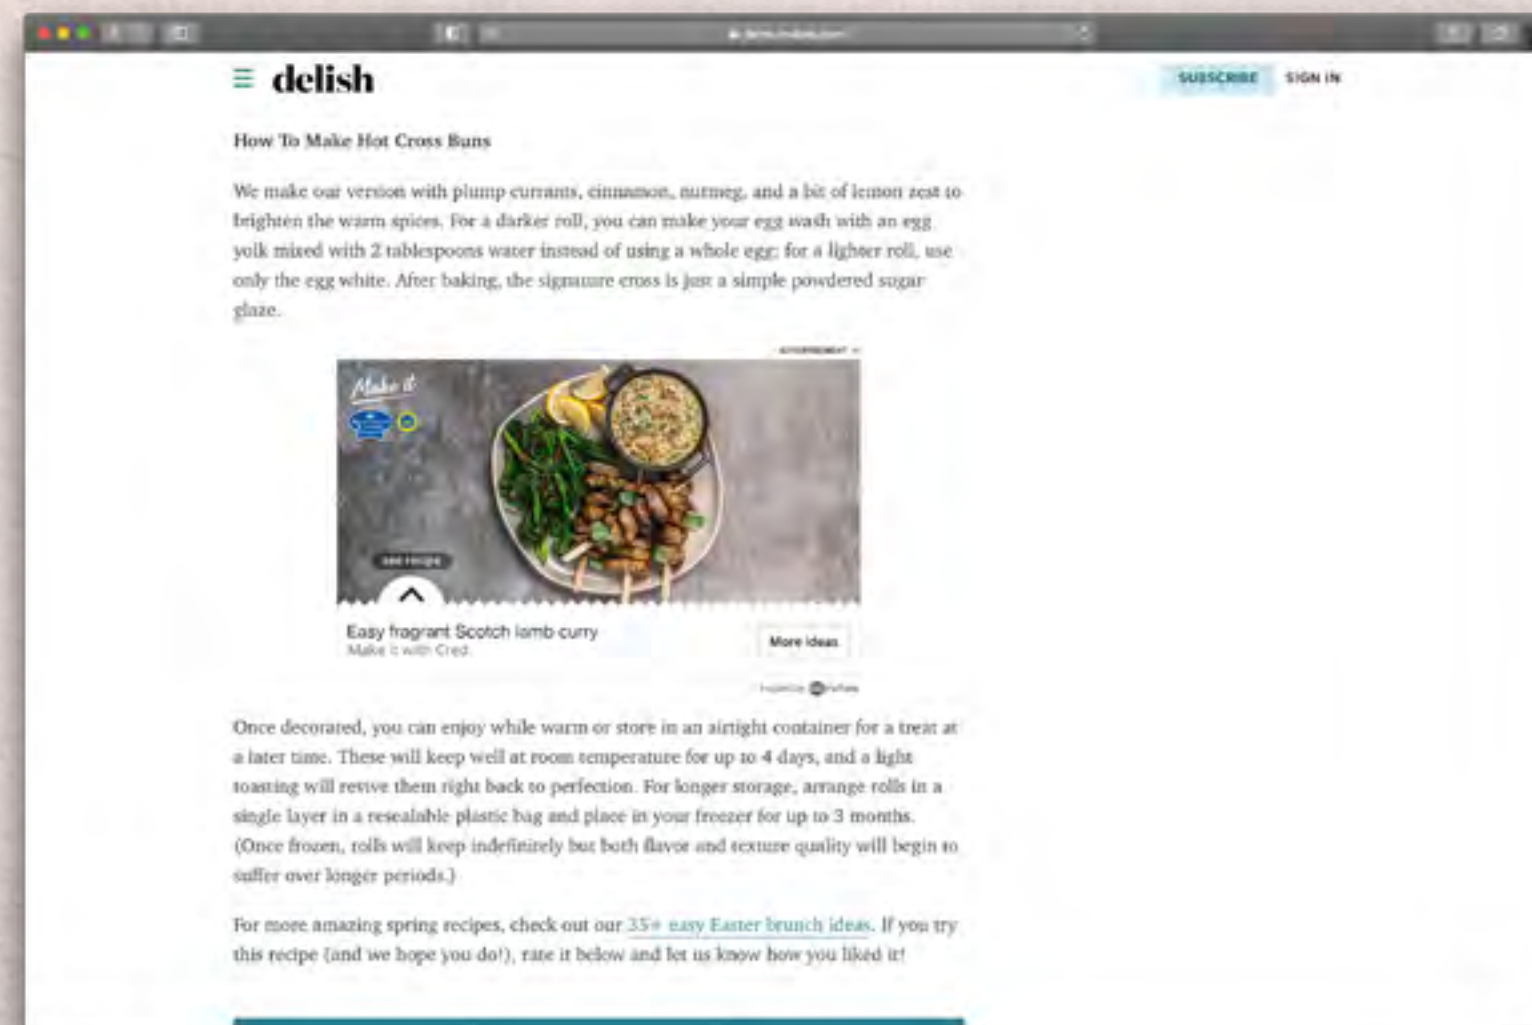 delish
SUBSCRIBE SIGN IN
How To Make Hot Cross Buns
We make our version with plump currants, cinnamon, nutmeg, and a bit of lemon zest to
brighten the warm spices. For a darker roll, you can make your egg wash with an egg
yolk mixed with 2 tablespoons water instead of using a whole egg; for a lighter roll, use
only the egg white. After baking, the signature cross is just a simple powdered sugar
glaze.
ADVERTISEMENT
Make it
see recipe
Easy fragrant Scotch lamb curry
Make it with Cred.
More ideas
Once decorated, you can enjoy while warm or store in an airtight container for a treat at
a later time. These will keep well at room temperature for up to 4 days, and a light
toasting will revive them right back to perfection. For longer storage, arrange rolls in a
single layer in a resealable plastic bag and place in your freezer for up to 3 months.
(Once frozen, rolls will keep indefinitely but both flavor and texture quality will begin to
suffer over longer periods.)
For more amazing spring recipes, check out our 35+ easy Easter brunch ideas. If you try
this recipe (and we hope you do!), rate it below and let us know how you liked it!